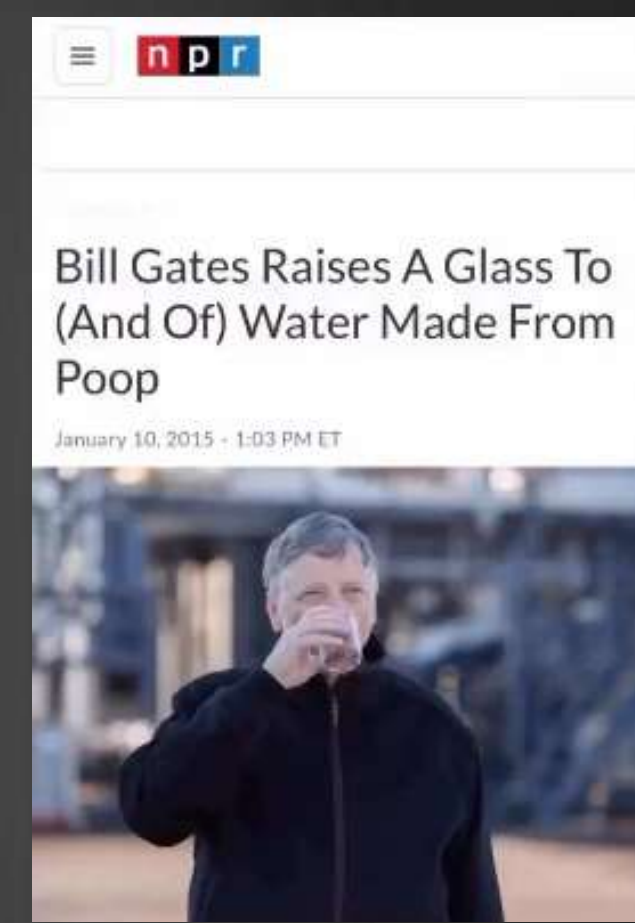 npr
Bill Gates Raises A Glass To
(And Of) Water Made From
Poop
January 10, 2015 - 1:03 PM ET